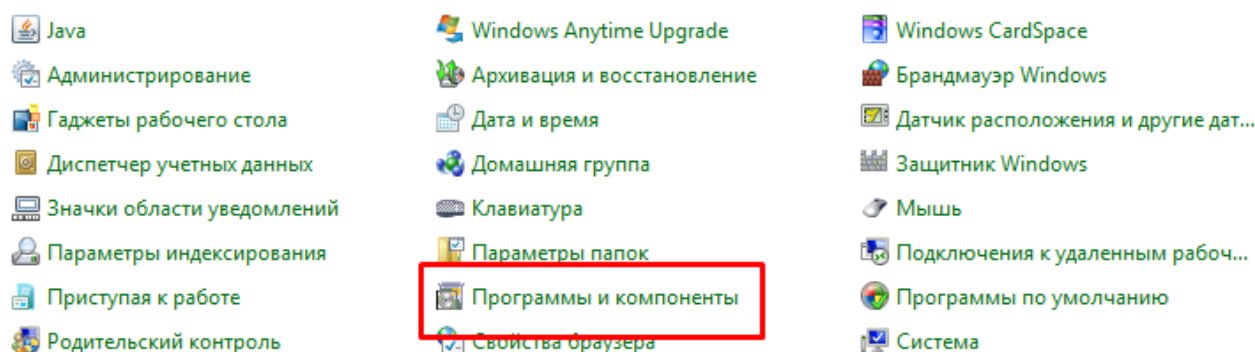 Java
Windows Anytime Upgrade
Windows CardSpace
Администрирование
Архивация и восстановление
Брандмауэр Windows
Гаджеты рабочего стола
Дата и время
Датчик расположения и другие дат...
Диспетчер учетных данных
Домашняя группа
Защитник Windows
Значки области уведомлений
Клавиатура
Мышь
Параметры индексирования
Параметры папок
Подключения к удаленным рабоч...
Приступая к работе
Программы и компоненты
Программы по умолчанию
Родительский контроль
Свойства браузера
Система